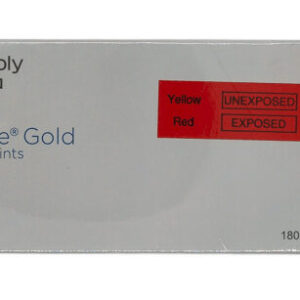 ply
e® Gold
ints
Yellow UNEXPOSED
Red EXPOSED
180